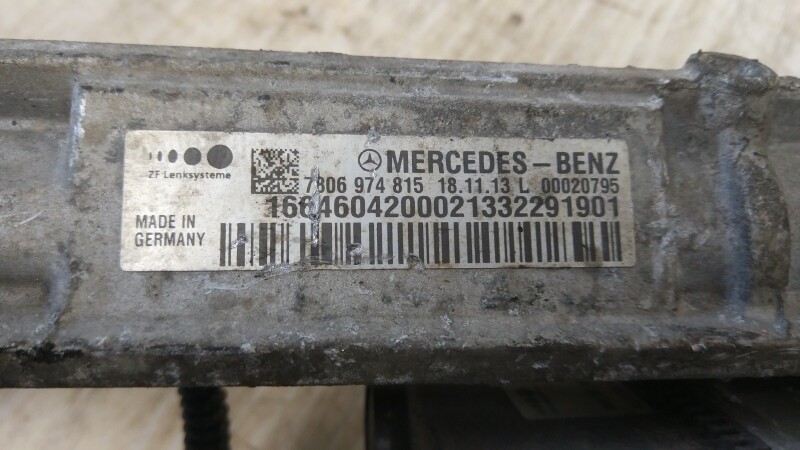 ZF Lenksysteme
MERCEDES-BENZ
7806 974 815 18.11.13 L 00020795
1664604200021332291901
MADE IN
GERMANY